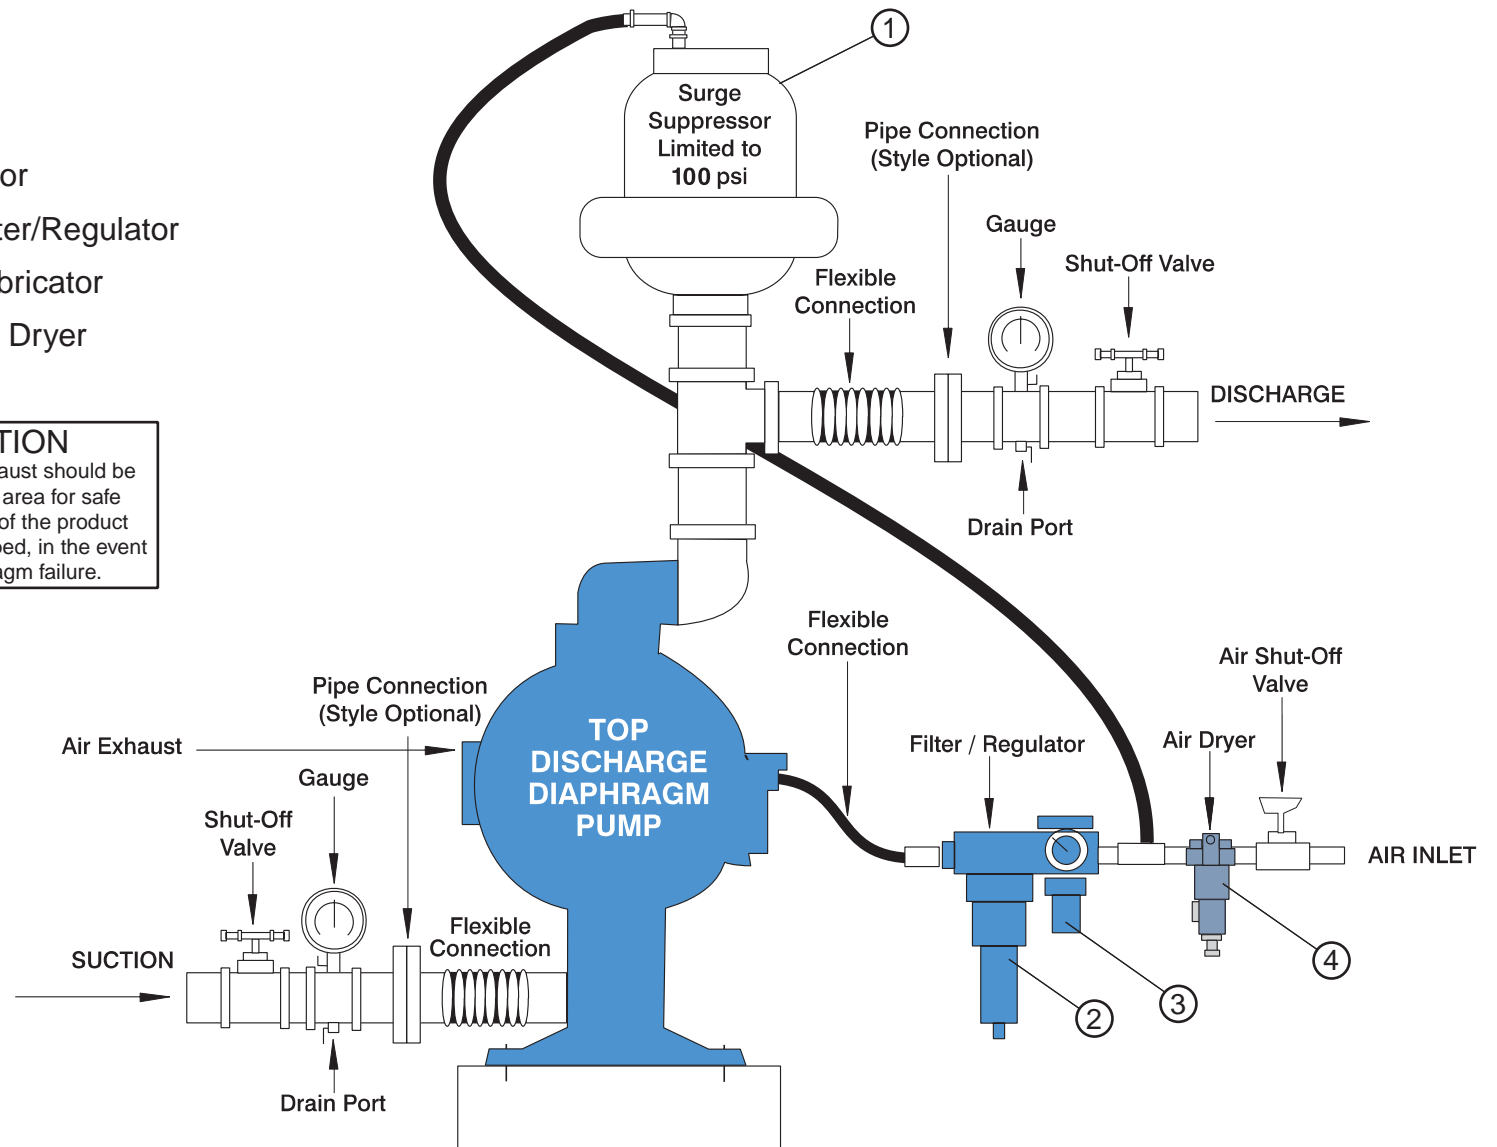 1
Surge
Suppressor
Limited to
100 psi
Pipe Connection
(Style Optional)
Gauge
Shut-Off Valve
Flexible
Connection
DISCHARGE
Drain Port
or
ter/Regulator
bricator
Dryer
TION
aust should be
area for safe
of the product
ped, in the event
agm failure.
Flexible
Connection
Air Shut-Off
Valve
Pipe Connection
(Style Optional)
Air Exhaust
TOP
DISCHARGE
DIAPHRAGM
PUMP
Filter / Regulator
Air Dryer
Gauge
Shut-Off
Valve
AIR INLET
Flexible
Connection
SUCTION
4
3
2
Drain Port